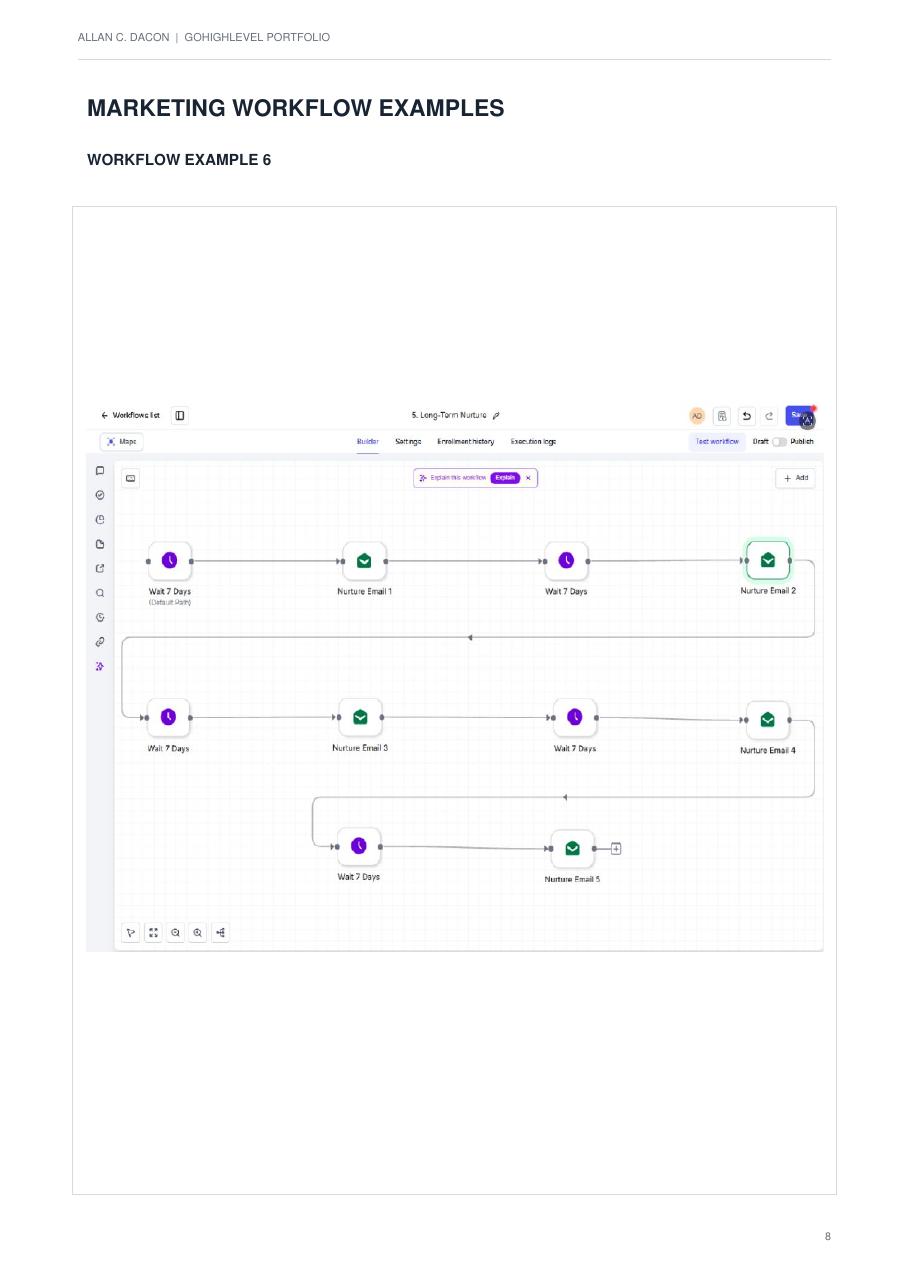 ALLAN C. DACON | GOHIGHLEVEL PORTFOLIO
MARKETING WORKFLOW EXAMPLES
WORKFLOW EXAMPLE 6
Workflows list
5. Long-Term Nurture
AD
Maps
Builder Settings Enrollment history Execution logs
Test workflow Draft Publish
Explain this workflow Explain
Add
Wait 7 Days
(Default Path)
Nurture Email 1
Wait 7 Days
Nurture Email 2
Wait 7 Days
Nurture Email 3
Wait 7 Days
Nurture Email 4
Wait 7 Days
Nurture Email 5
8